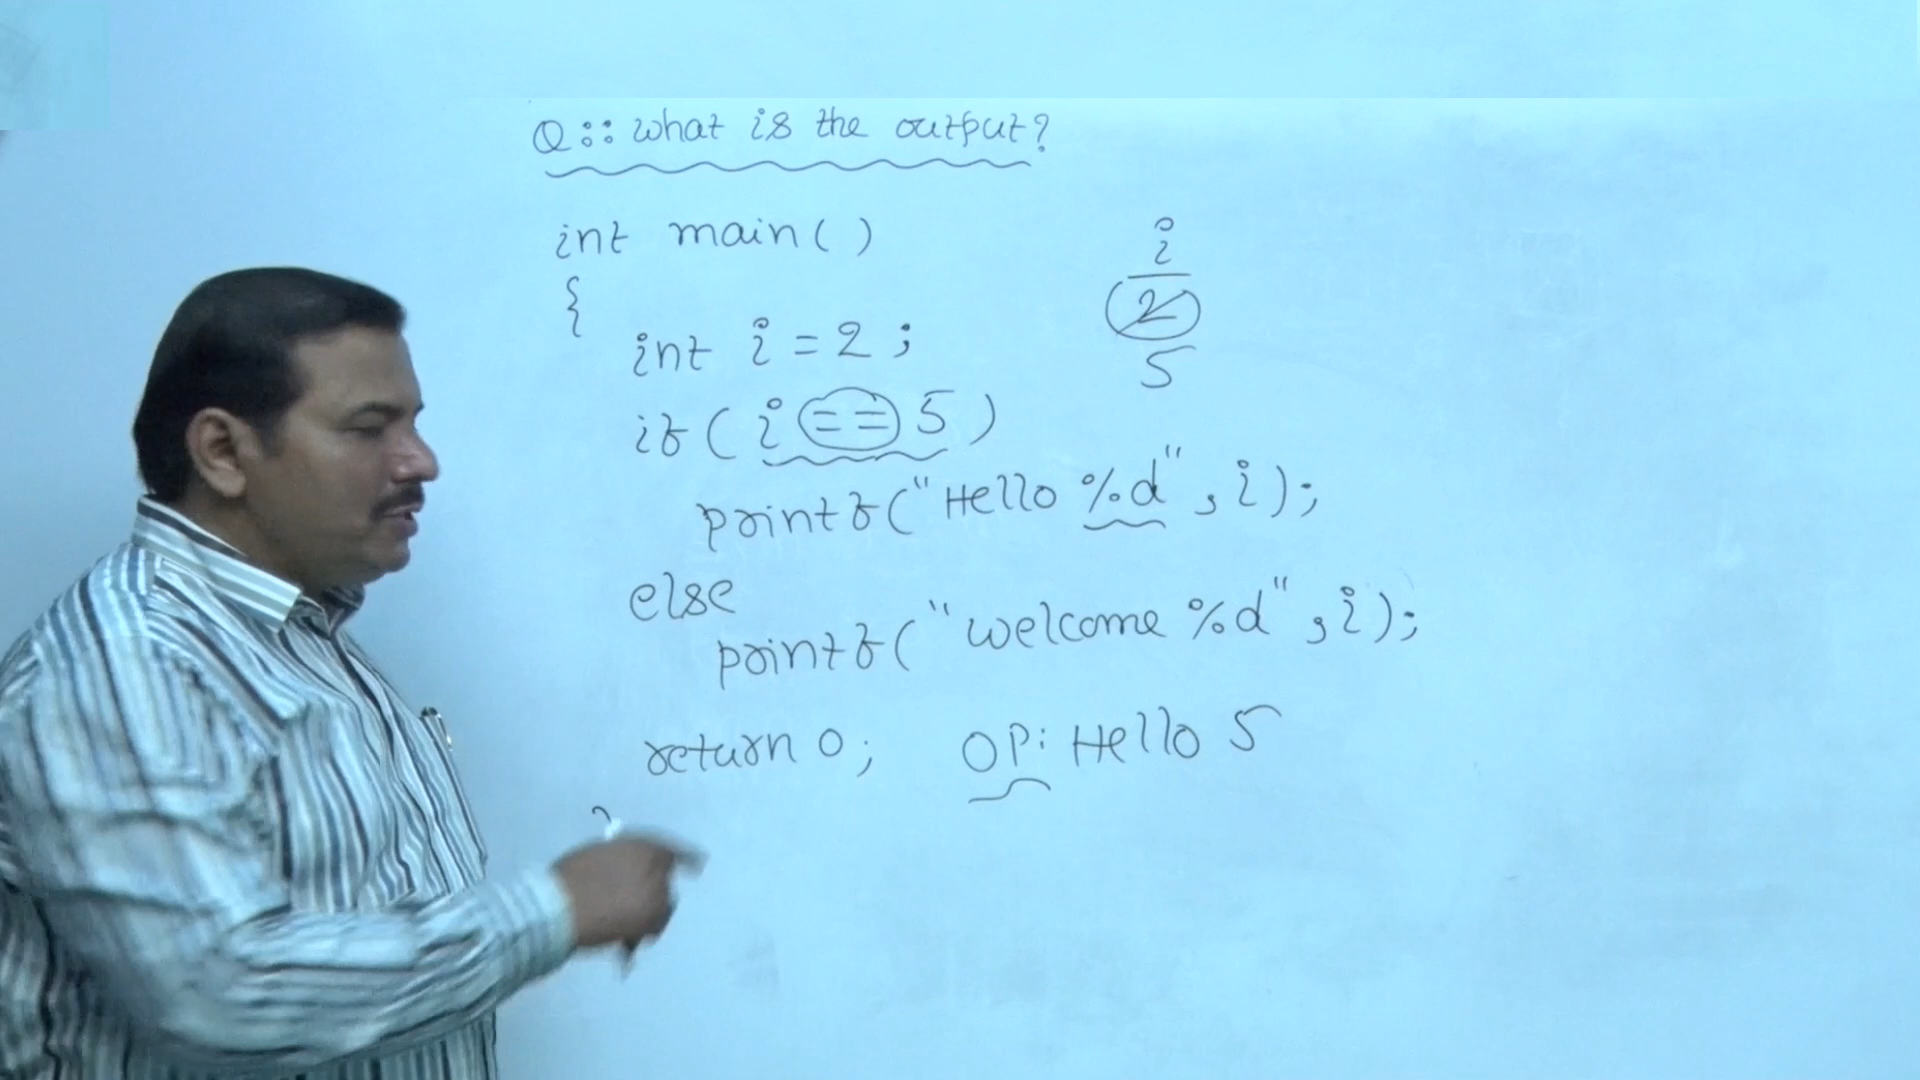 Q:: what is the output?
int main( )
{
i
2
5
int i = 2 ;
if ( i == 5 )
printf("Hello %d" , i);
else
printf("welcome %d" , i);
return 0;
OP: Hello 5